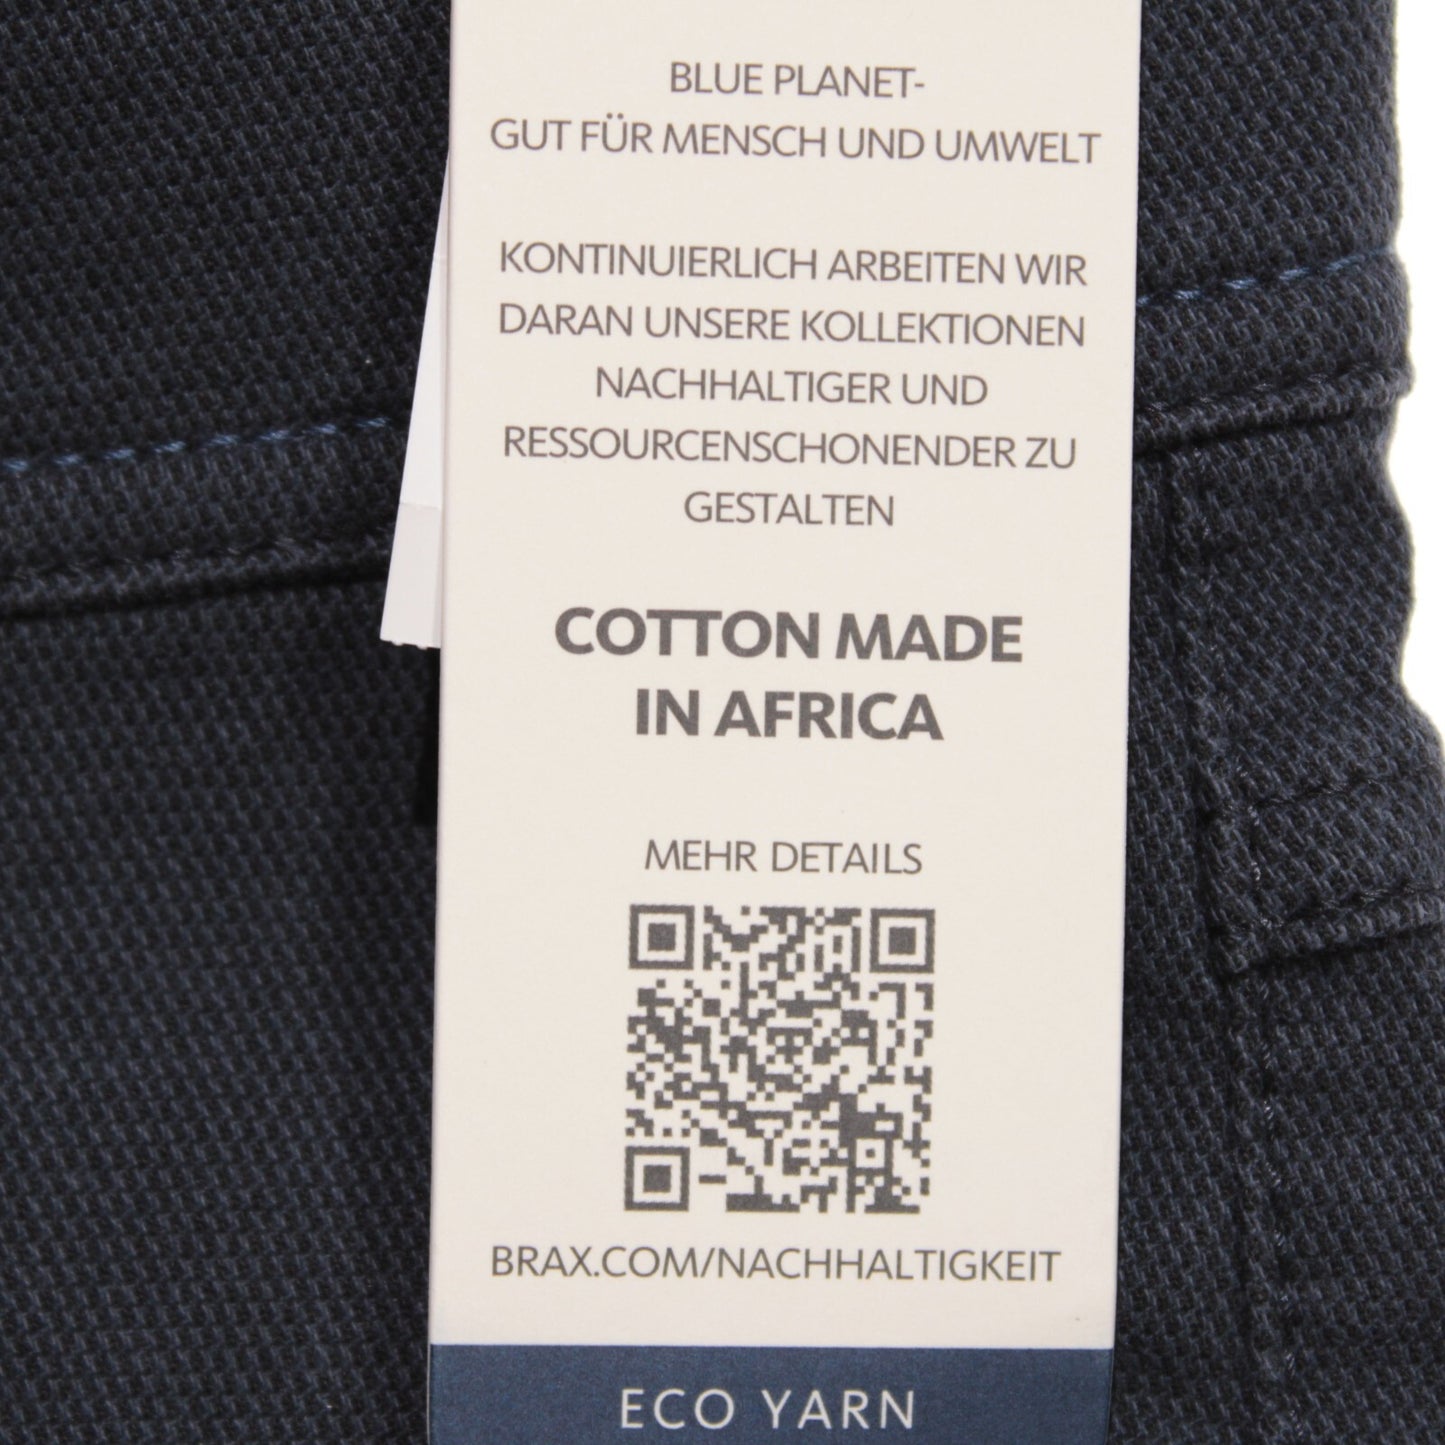 BLUE PLANET-
GUT FÜR MENSCH UND UMWELT
KONTINUIERLICH ARBEITEN WIR
DARAN UNSERE KOLLEKTIONEN
NACHHALTIGER UND
RESSOURCENSCHONENDER ZU
GESTALTEN
COTTON MADE
IN AFRICA
MEHR DETAILS
BRAX.COM/NACHHALTIGKEIT
ECO YARN